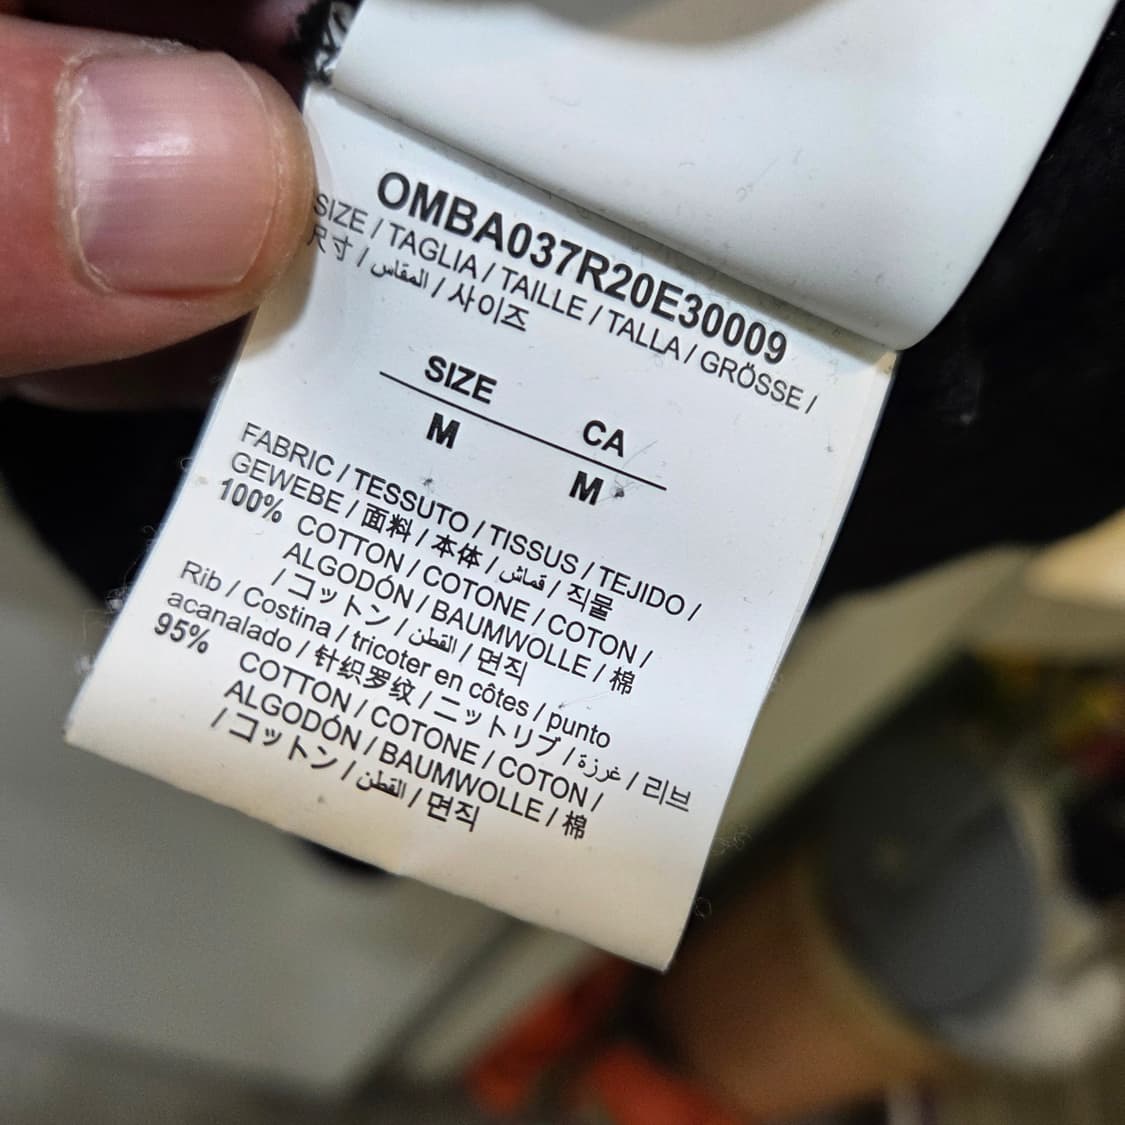 OMBA037R20E30009
SIZE / TAGLIA / TAILLE / TALLA / GRÖSSE /
尺寸 / المقاس / 사이즈
SIZE CA
M M
FABRIC / TESSUTO / TISSUS / TEJIDO /
GEWEBE / 面料 / 本体 / قماش / 직물
100% COTTON / COTONE / COTON /
ALGODÓN / BAUMWOLLE / 棉
/ コットン / القطن / 면직
Rib / Costina / tricoter en côtes / punto
acanalado / 针织罗纹 / ニットリブ / غرزة / 리브
95% COTTON / COTONE / COTON /
ALGODÓN / BAUMWOLLE / 棉
/ コットン / القطن / 면직